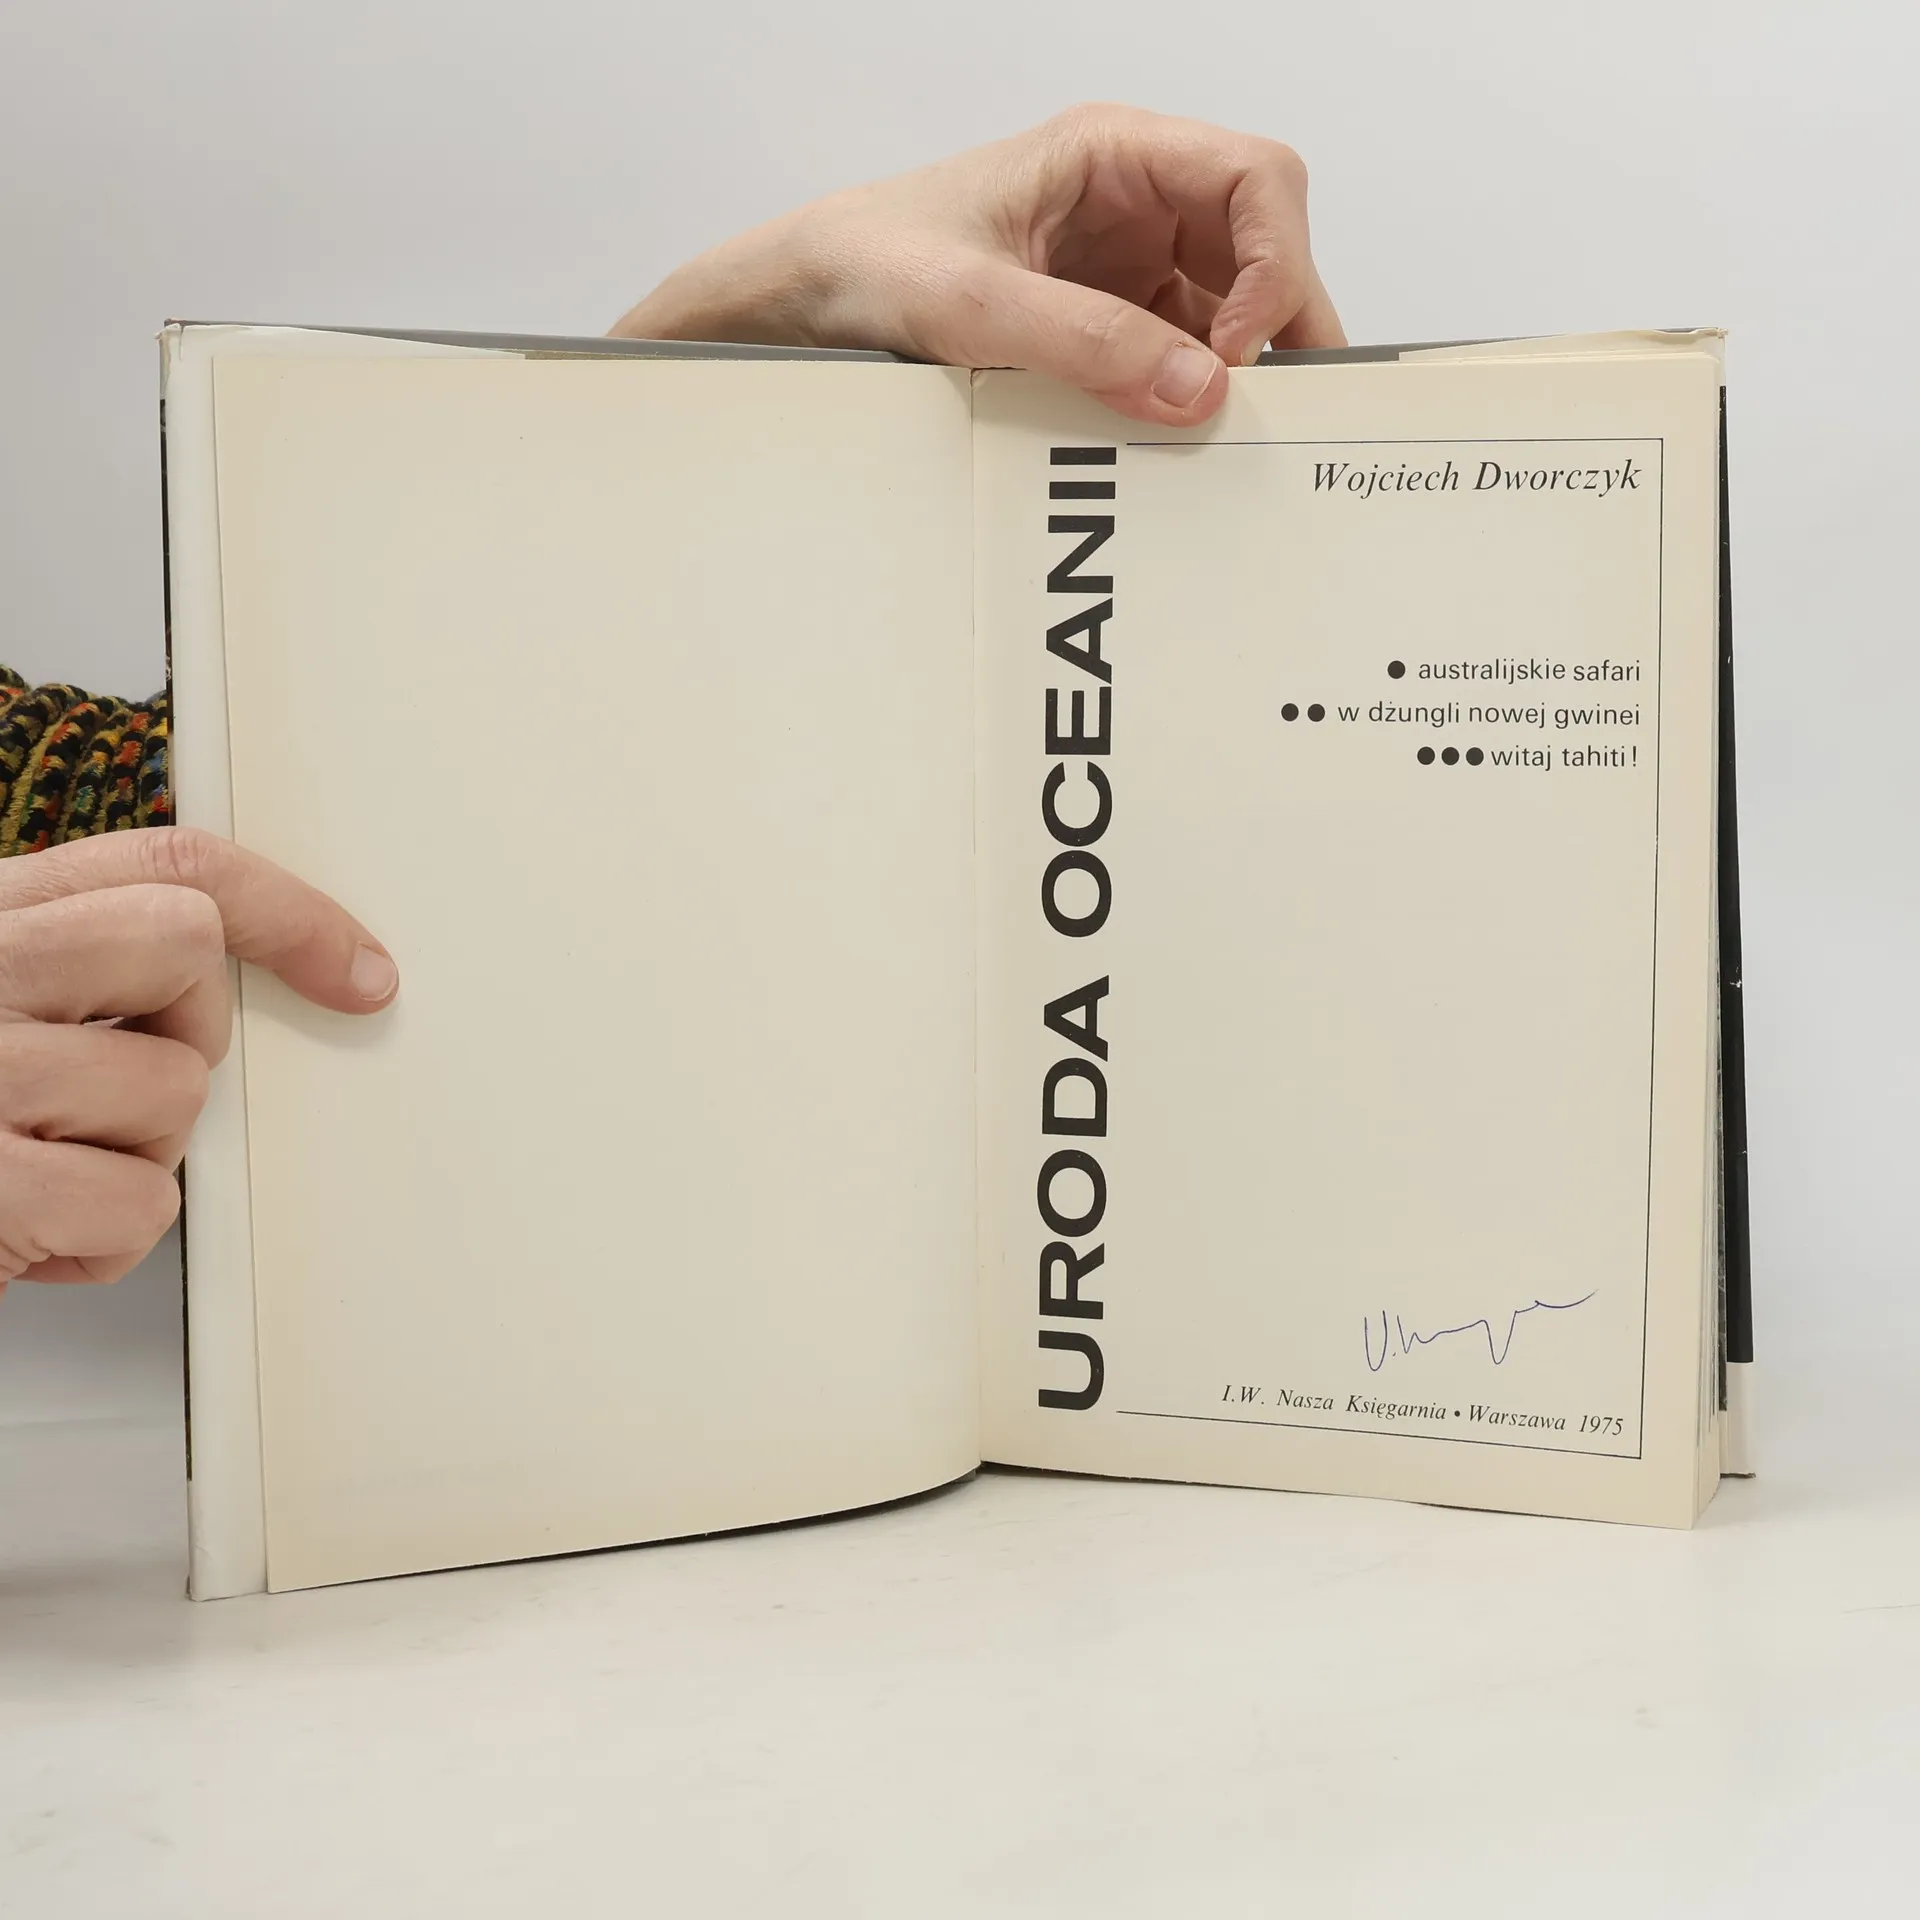 Wojciech Dworczyk
URODA OCEANII
● australijskie safari
●● w dżungli nowej gwinei
●●● witaj tahiti!
I.W. Nasza Księgarnia • Warszawa 1975